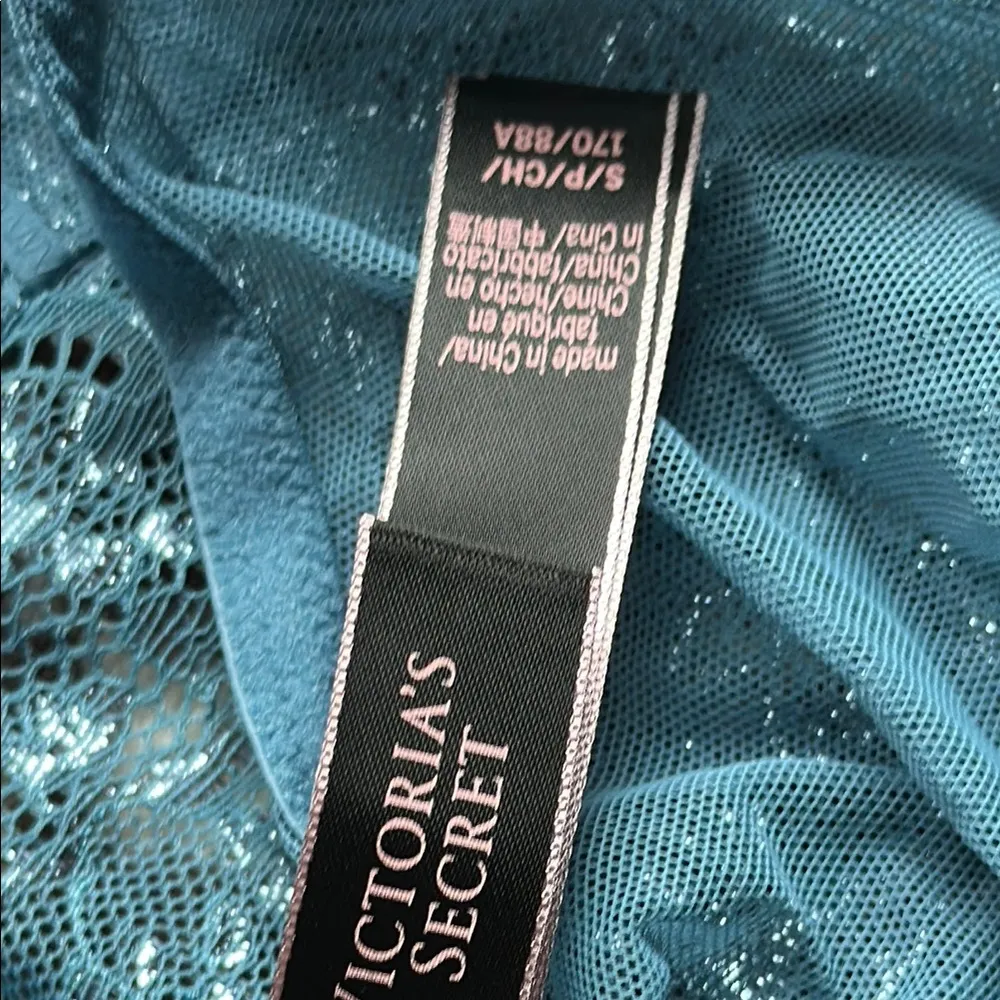 S/P/CH/
170/88A
made in China/
fabriqué en
Chine/hecho en
China/fabbricato
in Cina/中国制造
VICTORIA'S
SECRET